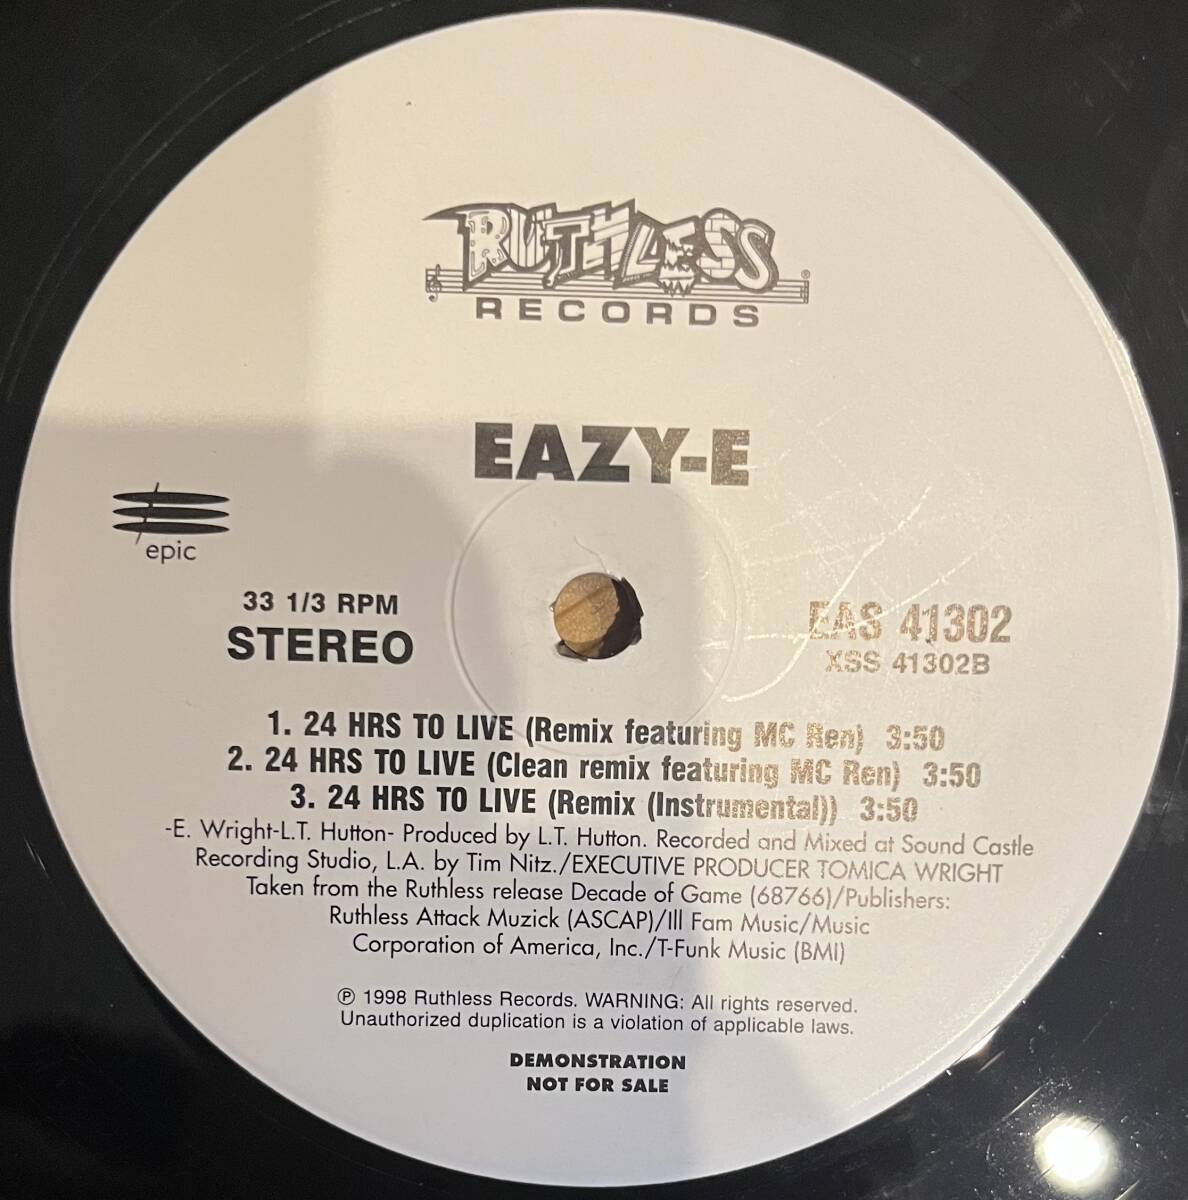 RUTHLESS
RECORDS
EAZY-E
epic
33 1/3 RPM
STEREO
EAS 41302
XSS 41302B
1. 24 HRS TO LIVE (Remix featuring MC Ren) 3:50
2. 24 HRS TO LIVE (Clean remix featuring MC Ren) 3:50
3. 24 HRS TO LIVE (Remix (Instrumental)) 3:50
-E. Wright-L.T. Hutton- Produced by L.T. Hutton. Recorded and Mixed at Sound Castle
Recording Studio, L.A. by Tim Nitz./EXECUTIVE PRODUCER TOMICA WRIGHT
Taken from the Ruthless release Decade of Game (68766)/Publishers:
Ruthless Attack Muzick (ASCAP)/Ill Fam Music/Music
Corporation of America, Inc./T-Funk Music (BMI)
℗ 1998 Ruthless Records. WARNING: All rights reserved.
Unauthorized duplication is a violation of applicable laws.
DEMONSTRATION
NOT FOR SALE